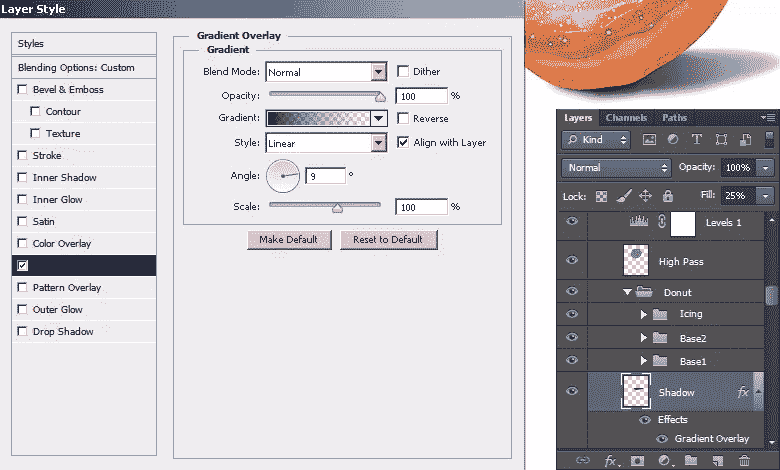 Layer Style
Styles
Blending Options: Custom
Bevel & Emboss
Contour
Texture
Stroke
Inner Shadow
Inner Glow
Satin
Color Overlay
Pattern Overlay
Outer Glow
Drop Shadow
Gradient Overlay
Gradient
Blend Mode: Normal Dither
Opacity: 100 %
Gradient: Reverse
Style: Linear Align with Layer
Angle: 9 °
Scale: 100 %
Make Default Reset to Default
Layers Channels Paths
Kind T
Normal Opacity: 100%
Lock: Fill: 25%
Levels 1
High Pass
Donut
Icing
Base2
Base1
Shadow fx
Effects
Gradient Overlay
fx